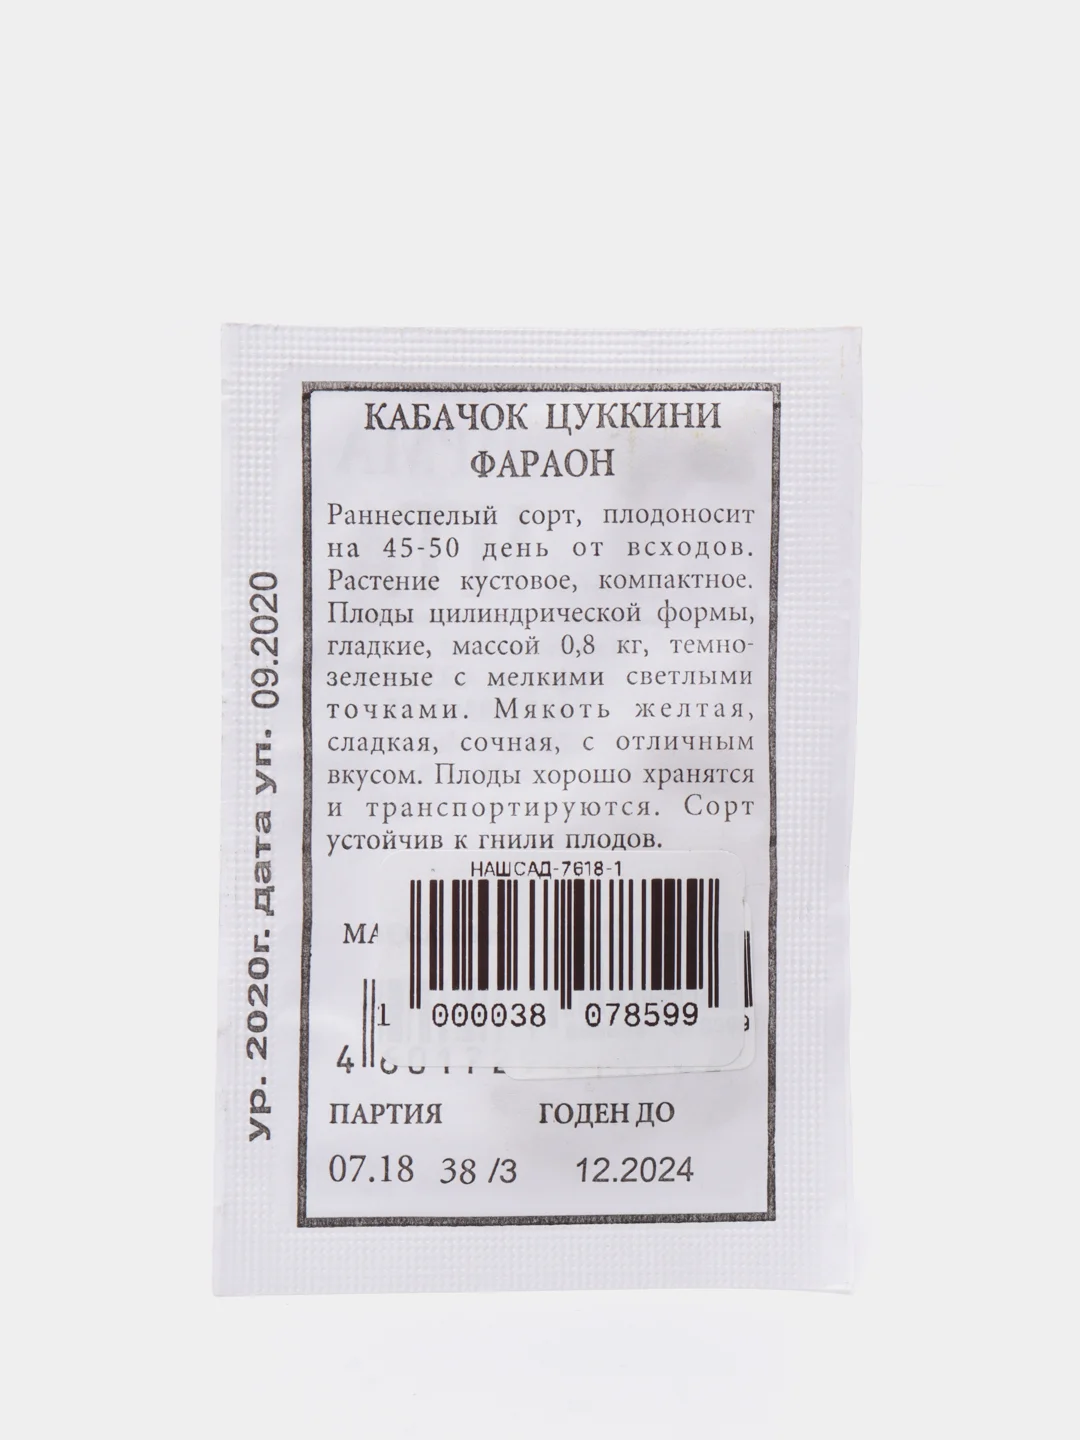 КАБАЧОК ЦУККИНИ
ФАРАОН
Раннеспелый сорт, плодоносит
на 45-50 день от всходов.
Растение кустовое, компактное.
Плоды цилиндрической формы,
гладкие, массой 0,8 кг, темно-
зеленые с мелкими светлыми
точками. Мякоть желтая,
сладкая, сочная, с отличным
вкусом. Плоды хорошо хранятся
и транспортируются. Сорт
устойчив к гнили плодов.
НАШСАД-7618-1
1 000038 078599
ПАРТИЯ ГОДЕН ДО
07.18 38 /3 12.2024
ур. 2020г. дата уп. 09.2020